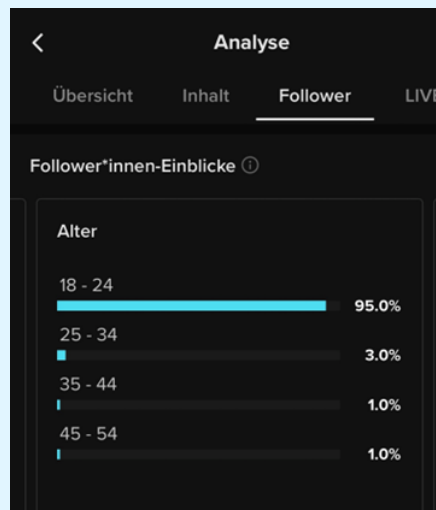 Analyse
Übersicht Inhalt Follower LIVE
Follower*innen-Einblicke
Alter
18 - 24
95.0%
25 - 34
3.0%
35 - 44
1.0%
45 - 54
1.0%